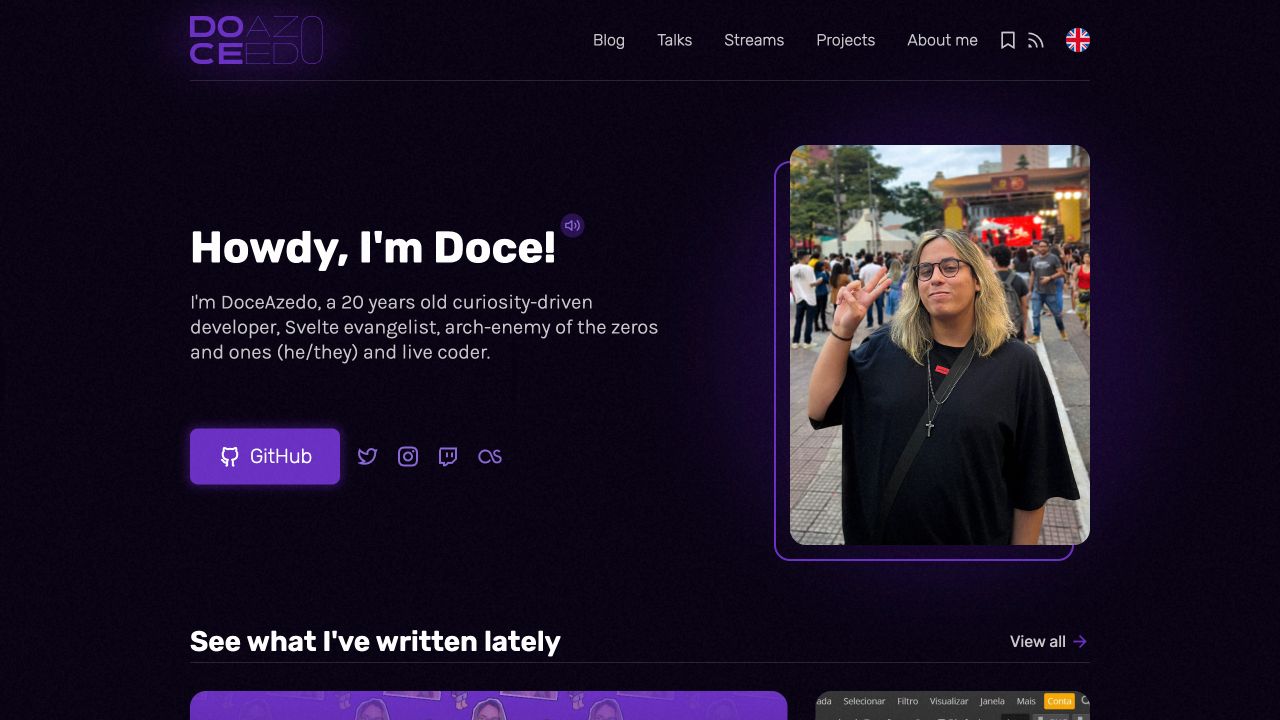 DOAZO
CEEDO
Blog Talks Streams Projects About me
Howdy, I'm Doce!
I'm DoceAzedo, a 20 years old curiosity-driven
developer, Svelte evangelist, arch-enemy of the zeros
and ones (he/they) and live coder.
GitHub
See what I've written lately
View all
Selecionar Filtro Visualizar Janela Mais Conta